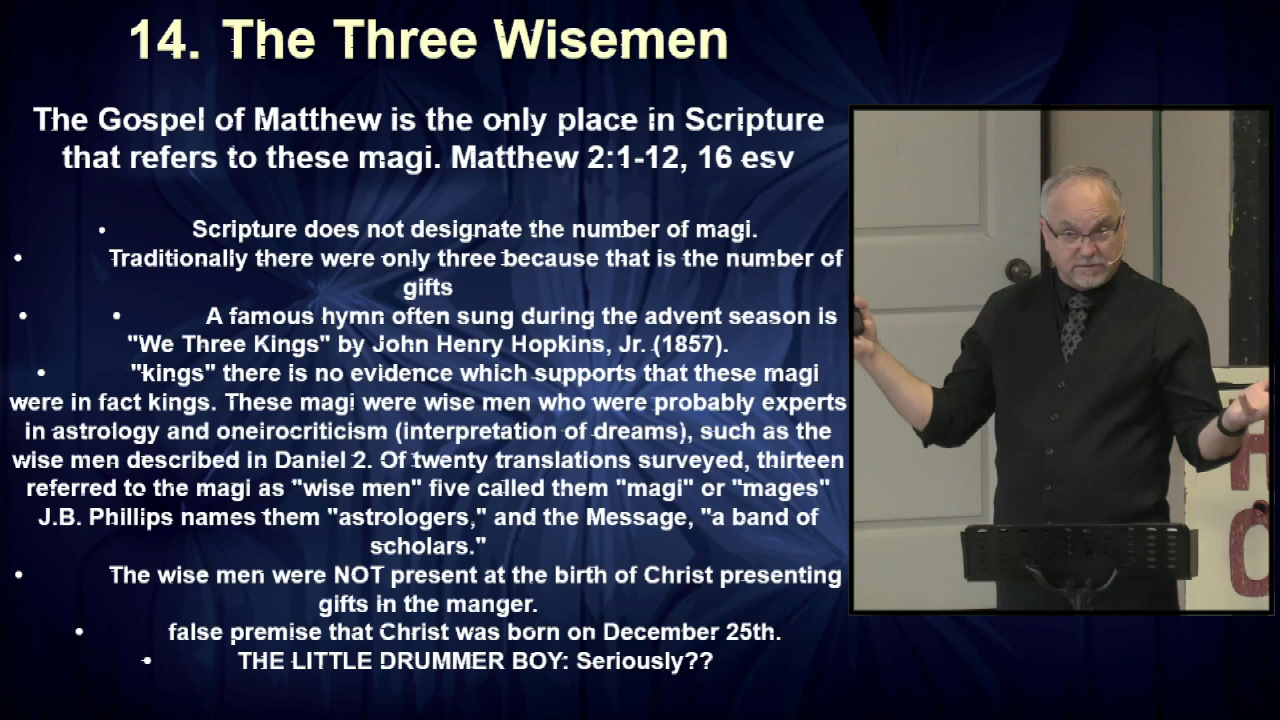 14. The Three Wisemen
The Gospel of Matthew is the only place in Scripture
that refers to these magi. Matthew 2:1-12, 16 esv
• Scripture does not designate the number of magi.
• Traditionally there were only three because that is the number of
gifts
• • A famous hymn often sung during the advent season is
"We Three Kings" by John Henry Hopkins, Jr. (1857).
• "kings" there is no evidence which supports that these magi
were in fact kings. These magi were wise men who were probably experts
in astrology and oneirocriticism (interpretation of dreams), such as the
wise men described in Daniel 2. Of twenty translations surveyed, thirteen
referred to the magi as "wise men" five called them "magi" or "mages"
J.B. Phillips names them "astrologers," and the Message, "a band of
scholars."
• The wise men were NOT present at the birth of Christ presenting
gifts in the manger.
• false premise that Christ was born on December 25th.
• THE LITTLE DRUMMER BOY: Seriously??